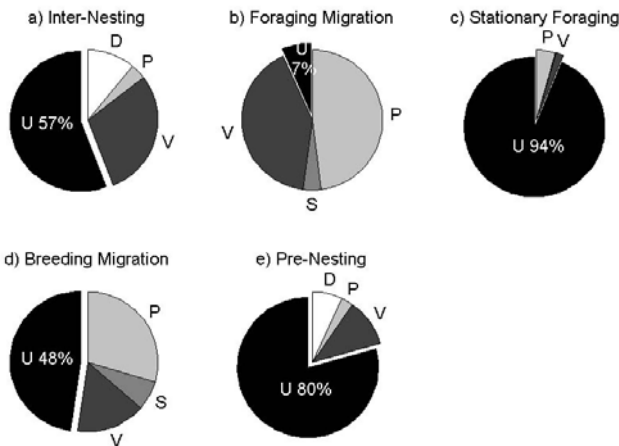 a) Inter-Nesting
D
P
U 57%
V
b) Foraging Migration
U
7%
V
P
S
c) Stationary Foraging
P V
U 94%
d) Breeding Migration
P
U 48%
S
V
e) Pre-Nesting
D
P
V
U 80%